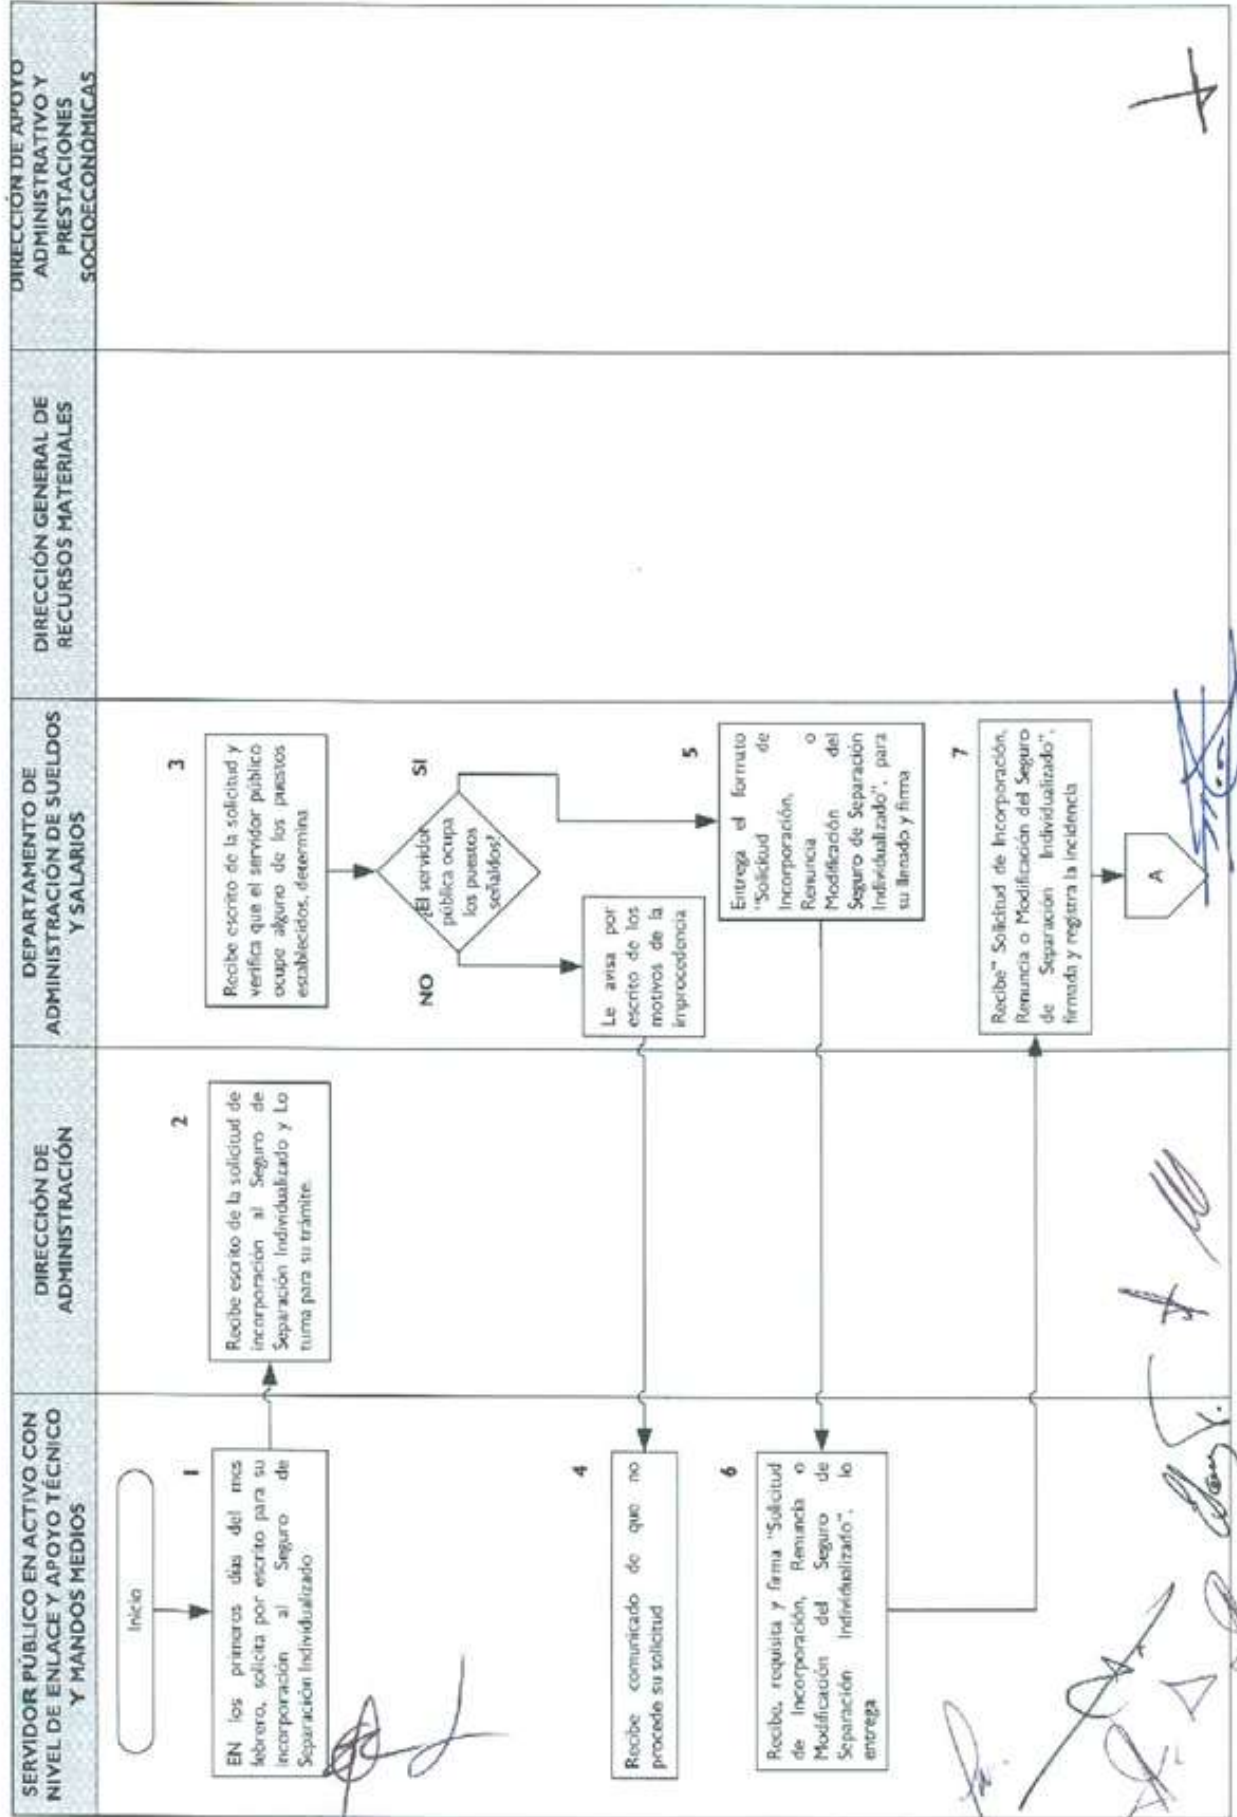 SERVIDOR PÚBLICO EN ACTIVO CON
NIVEL DE ENLACE Y APOYO TÉCNICO
Y MANDOS MEDIOS
DIRECCIÓN DE
ADMINISTRACIÓN
DEPARTAMENTO DE
ADMINISTRACIÓN DE SUELDOS
Y SALARIOS
DIRECCIÓN GENERAL DE
RECURSOS MATERIALES
DIRECCIÓN DE APOYO
ADMINISTRATIVO Y
PRESTACIONES
SOCIOECONÓMICAS
Inicio
1
EN los primeros días del mes
febrero, solicita por escrito para su
incorporación al Seguro de
Separación Individualizado
2
Recibe escrito de la solicitud de
incorporación al Seguro de
Separación Individualizado y Lo
turna para su trámite.
3
Recibe escrito de la solicitud y
verifica que el servidor público
ocupe alguno de los puestos
establecidos, determina
¿El servidor
pública ocupa
los puestos
señaldos?
NO
SI
Le avisa por
escrito de los
motivos de la
improcedencia
4
Recibe comunicado de que no
procede su solicitud
5
Entrega el formato
"Solicitud de
Incorporación,
Renuncia o
Modificación del
Seguro de Separación
Individualizado", para
su llenado y firma
6
Recibe, requisita y firma "Solicitud
de Incorporación, Renuncia o
Modificación del Seguro de
Separación Individualizado", lo
entrega
7
Recibe" Solicitud de Incorporación,
Renuncia o Modificación del Seguro
de Separación Individualizado",
firmada y registra la incidencia
A